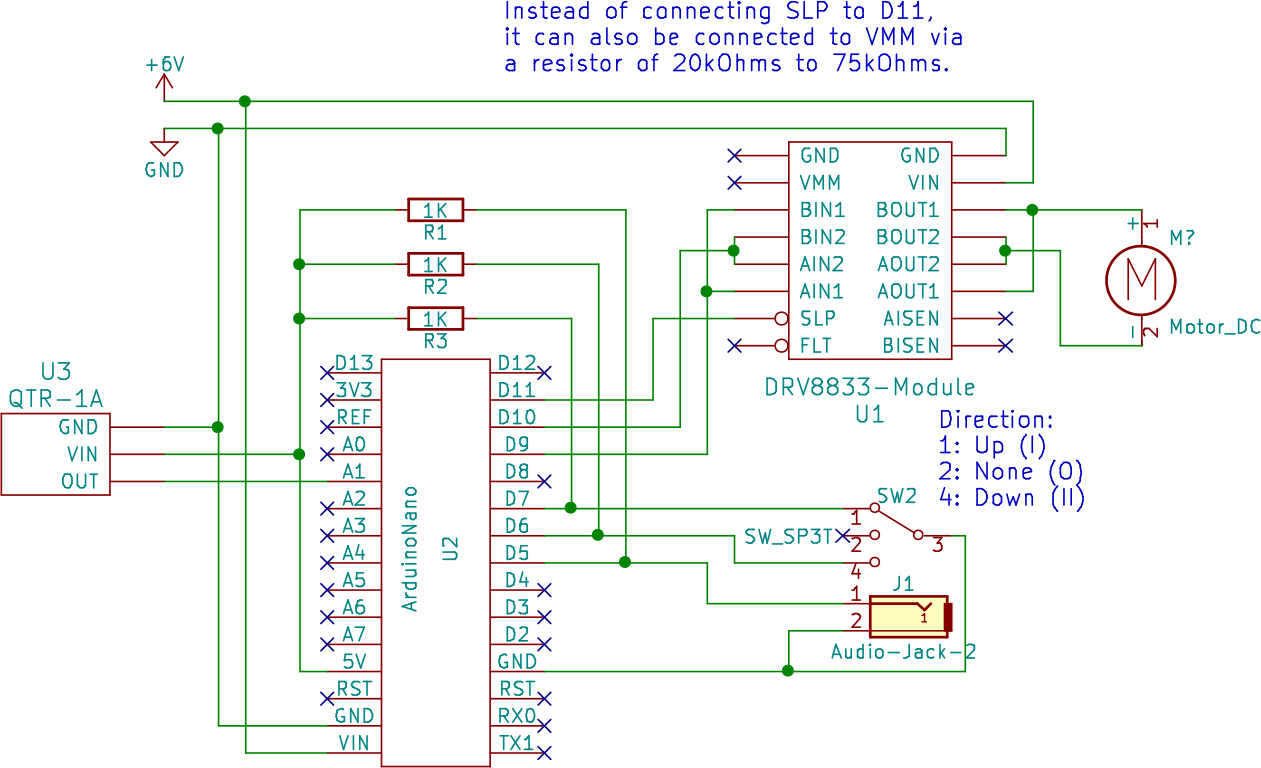 Instead of connecting SLP to D11,
it can also be connected to VMM via
a resistor of 20kOhms to 75kOhms.
+6V
GND
1K
R1
1K
R2
1K
R3
GND GND
VMM VIN
BIN1 BOUT1
BIN2 BOUT2
AIN2 AOUT2
AIN1 AOUT1
SLP AISEN
FLT BISEN
DRV8833-Module
U1
+ 1
M?
M
Motor_DC
- 2
U3
QTR-1A
GND
VIN
OUT
D13 D12
3V3 D11
REF D10
A0 D9
A1 D8
A2 D7
A3 D6
A4 D5
A5 D4
A6 D3
A7 D2
5V GND
RST RST
GND RX0
VIN TX1
ArduinoNano
U2
Direction:
1: Up (I)
2: None (O)
4: Down (II)
SW2
1
SW_SP3T
2 3
4
J1
1
1
2
Audio-Jack-2